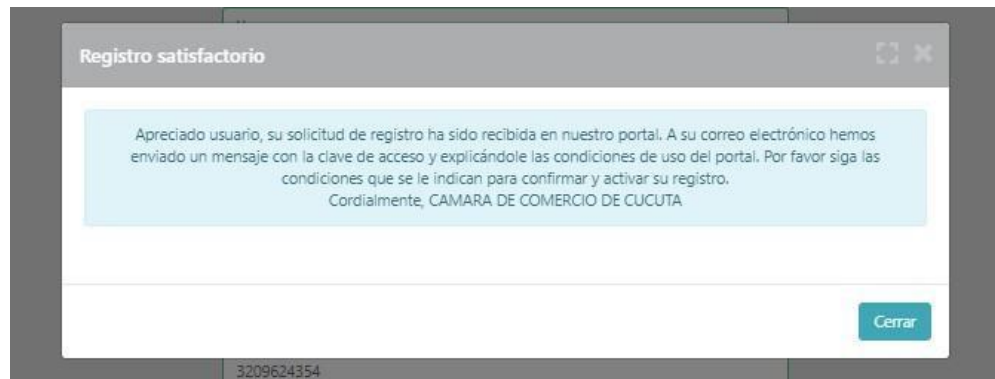 Registro satisfactorio
Apreciado usuario, su solicitud de registro ha sido recibida en nuestro portal. A su correo electrónico hemos
enviado un mensaje con la clave de acceso y explicándole las condiciones de uso del portal. Por favor siga las
condiciones que se le indican para confirmar y activar su registro.
Cordialmente, CAMARA DE COMERCIO DE CUCUTA
Cerrar
3209624354